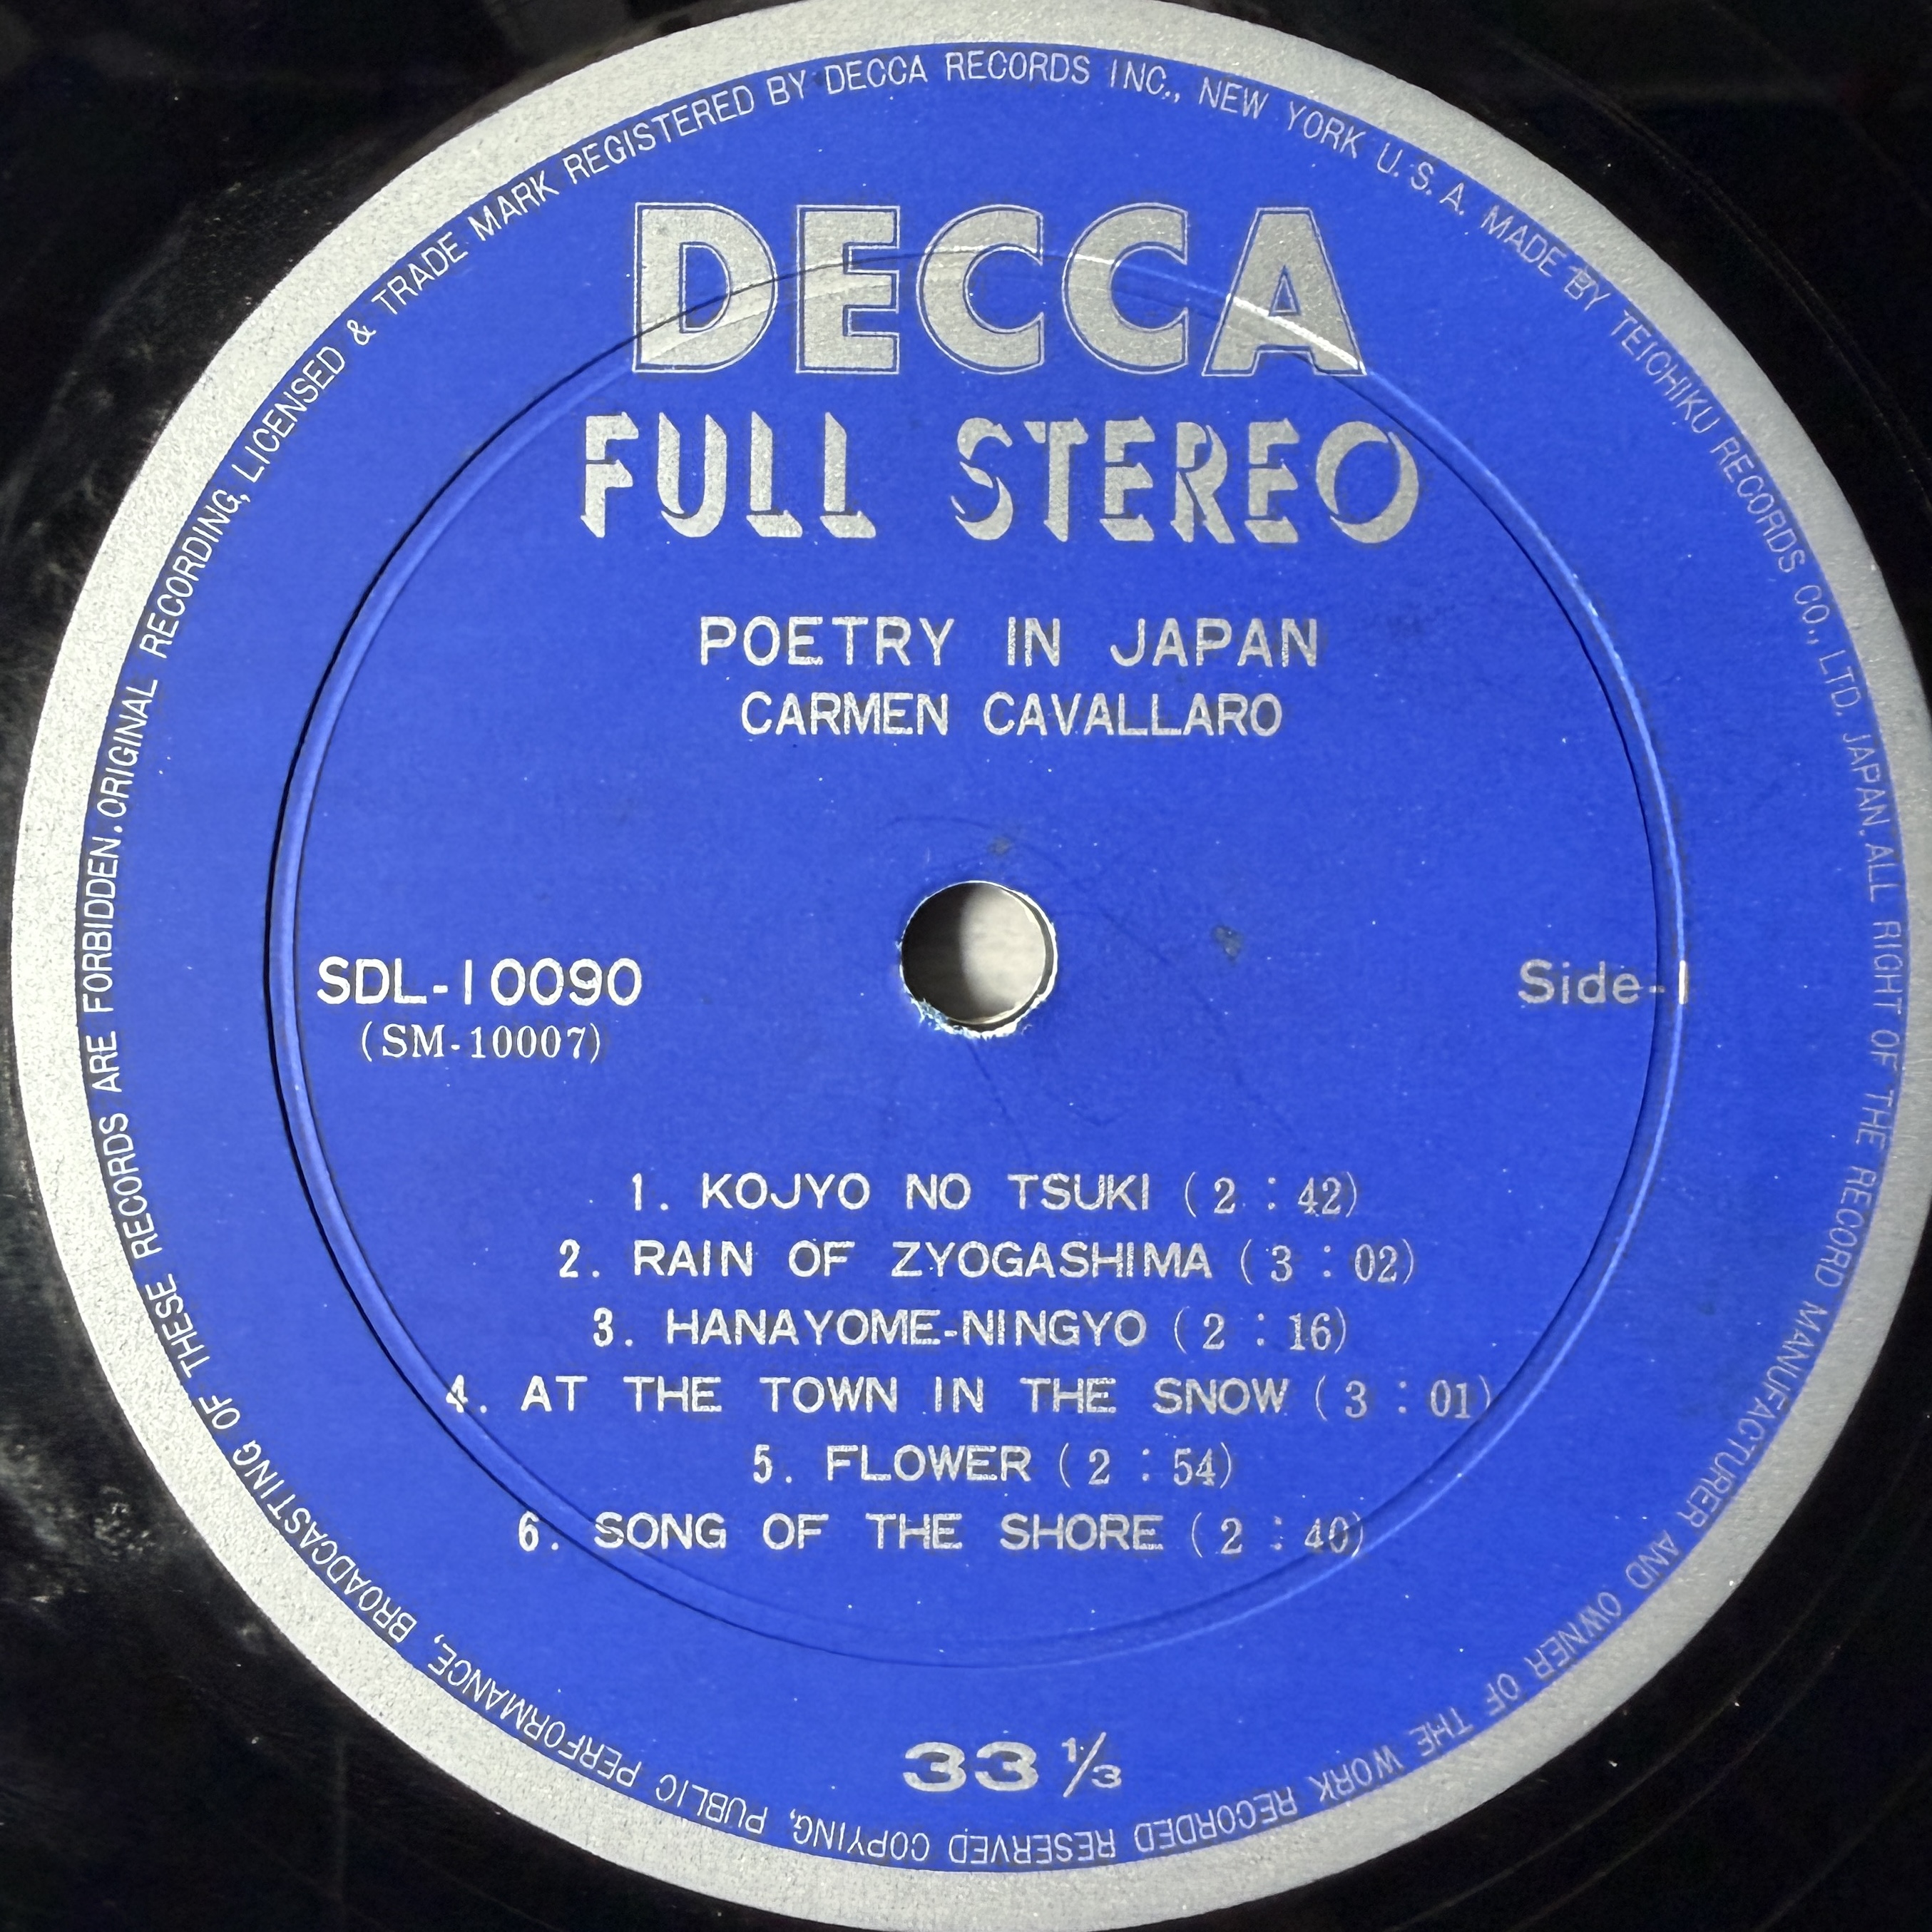 ORIGINAL RECORDING, LICENSED & TRADE MARK REGISTERED BY DECCA RECORDS INC., NEW YORK U. S. A. MADE BY TEICHIKU RECORDS CO., LTD. JAPAN. ALL RIGHT OF THE RECORD MANUFACTURER AND OWNER OF THE WORK RECORDED RESERVED COPYING, PUBLIC PERFORMANCE, BROADCASTING OF THESE RECORDS ARE FORBIDDEN.
DECCA
FULL STEREO
POETRY IN JAPAN
CARMEN CAVALLARO
SDL-10090
(SM-10007)
Side-1
1. KOJYO NO TSUKI (2 : 42)
2. RAIN OF ZYOGASHIMA (3 : 02)
3. HANAYOME-NINGYO (2 : 16)
4. AT THE TOWN IN THE SNOW (3 : 01)
5. FLOWER (2 : 54)
6. SONG OF THE SHORE (2 : 40)
33 1/3